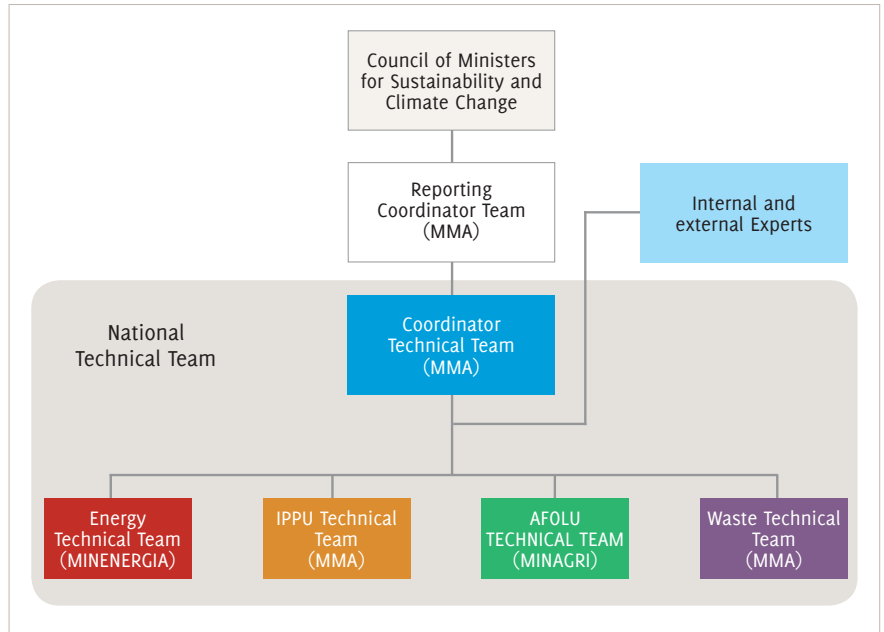 Council of Ministers
for Sustainability and
Climate Change
Reporting
Coordinator Team
(MMA)
Internal and
external Experts
National
Technical Team
Coordinator
Technical Team
(MMA)
Energy
Technical Team
(MINENERGIA)
IPPU Technical
Team
(MMA)
AFOLU
TECHNICAL TEAM
(MINAGRI)
Waste Technical
Team
(MMA)